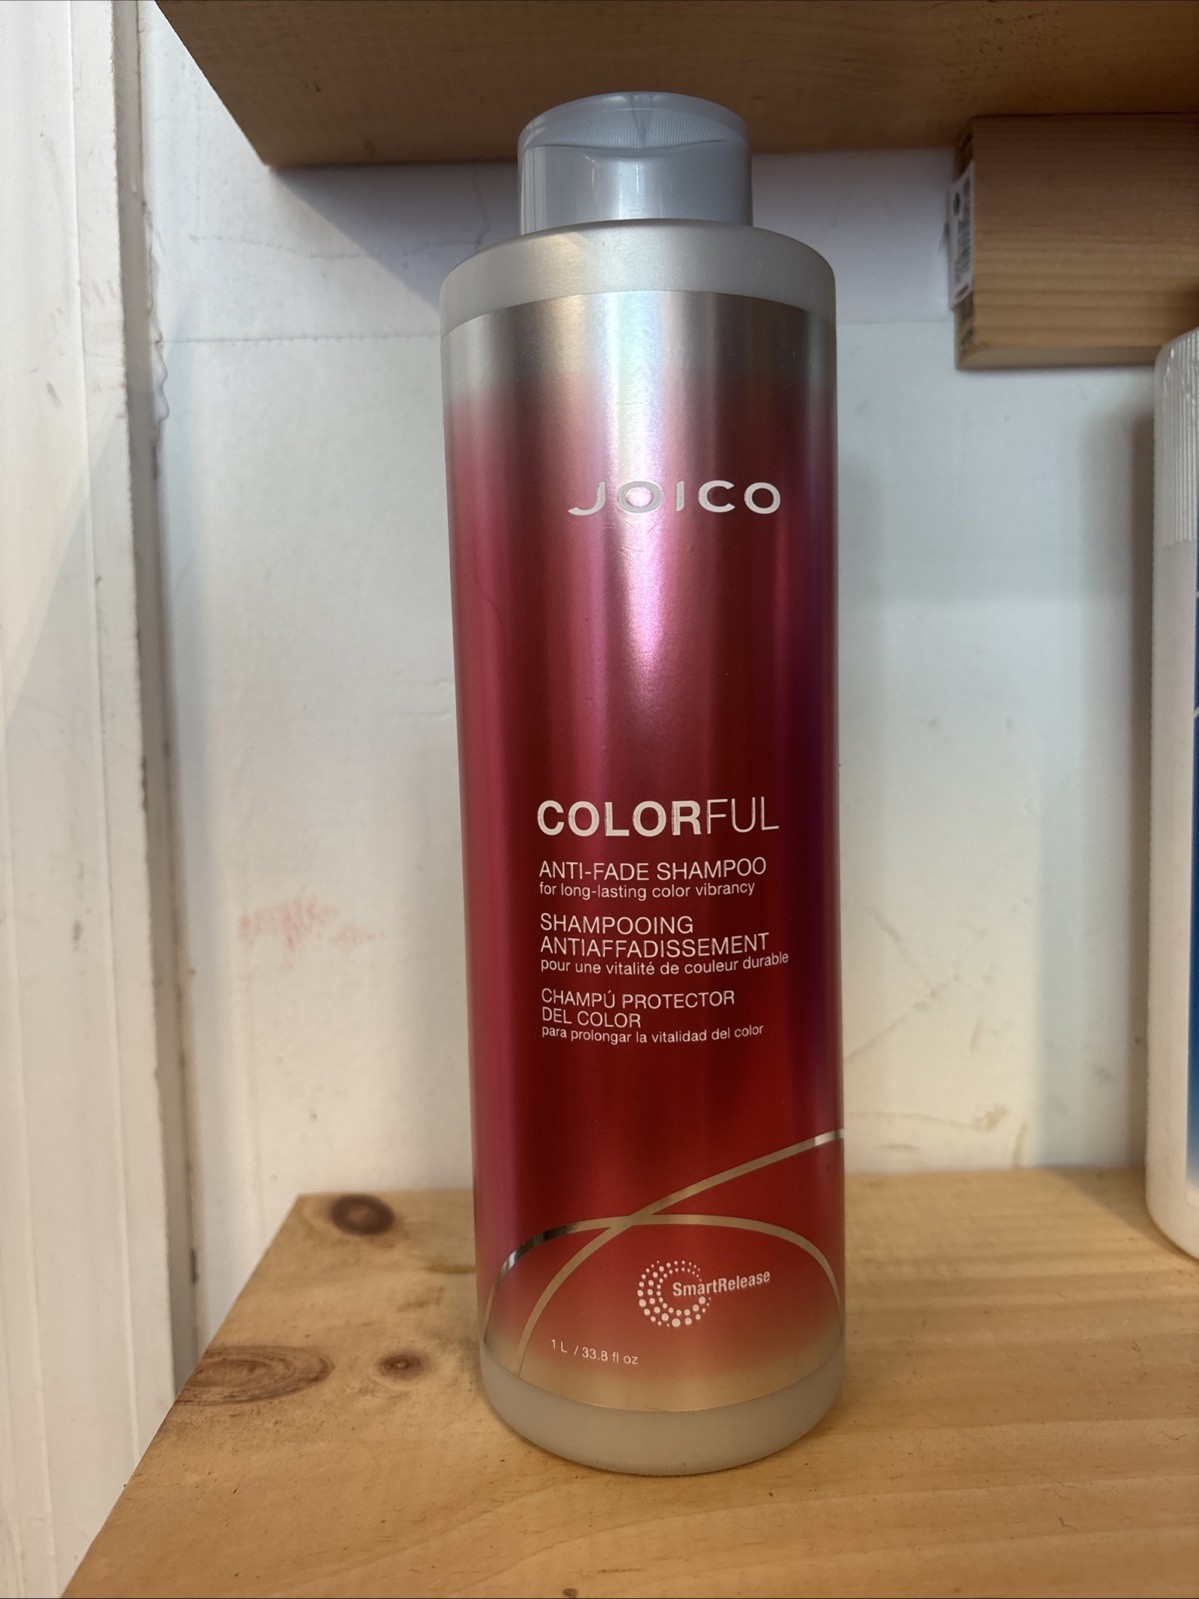 JOICO
COLORFUL
ANTI-FADE SHAMPOO
for long-lasting color vibrancy
SHAMPOOING
ANTIAFFADISSEMENT
pour une vitalité de couleur durable
CHAMPÚ PROTECTOR
DEL COLOR
para prolongar la vitalidad del color
SmartRelease
1 L / 33.8 fl oz